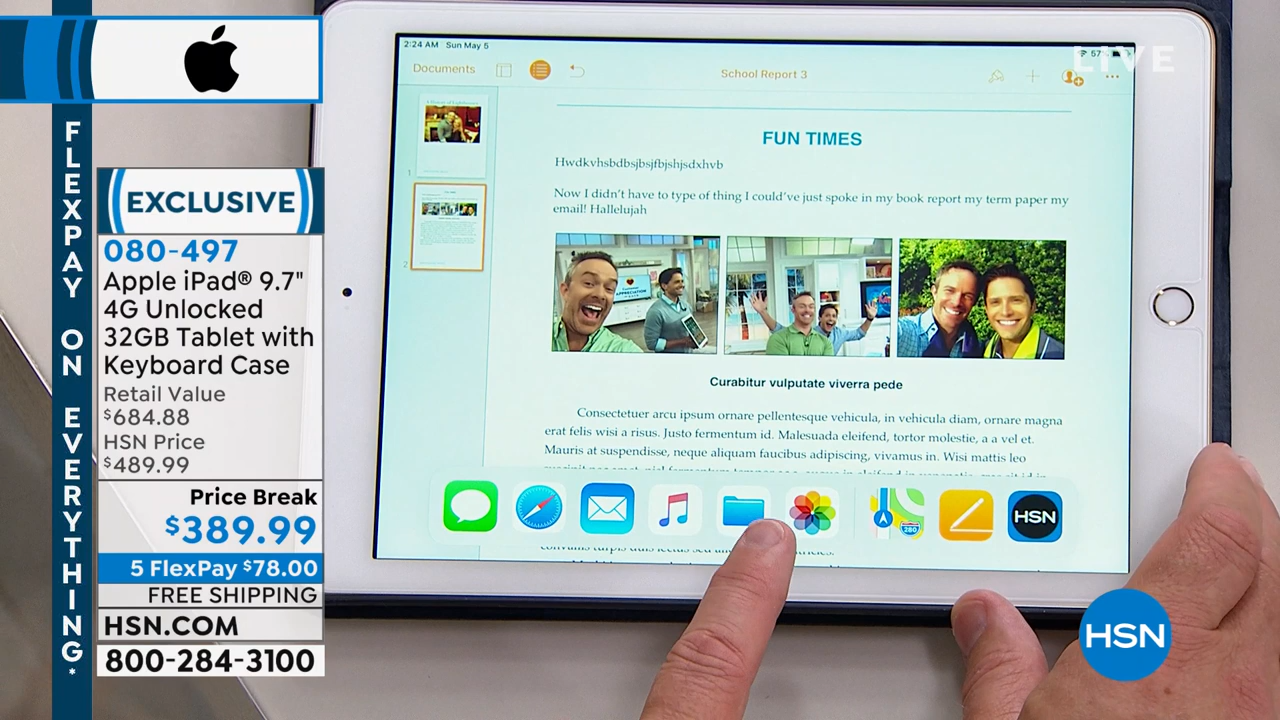 FLEXPAY ON EVERYTHING*
EXCLUSIVE
080-497
Apple iPad® 9.7"
4G Unlocked
32GB Tablet with
Keyboard Case
Retail Value
$684.88
HSN Price
$489.99
Price Break
$389.99
5 FlexPay $78.00
FREE SHIPPING
HSN.COM
800-284-3100
LIVE
2:24 AM Sun May 5
57%
Documents
School Report 3
1
2
FUN TIMES
Hwdkvhsbdbsjbsjfbjshjsdxhvb
Now I didn't have to type of thing I could've just spoke in my book report my term paper my
email! Hallelujah
APPRECIATION
Curabitur vulputate viverra pede
Consectetuer arcu ipsum ornare pellentesque vehicula, in vehicula diam, ornare magna
erat felis wisi a risus. Justo fermentum id. Malesuada eleifend, tortor molestie, a a vel et.
Mauris at suspendisse, neque aliquam faucibus adipiscing, vivamus in. Wisi mattis leo
280
HSN
HSN